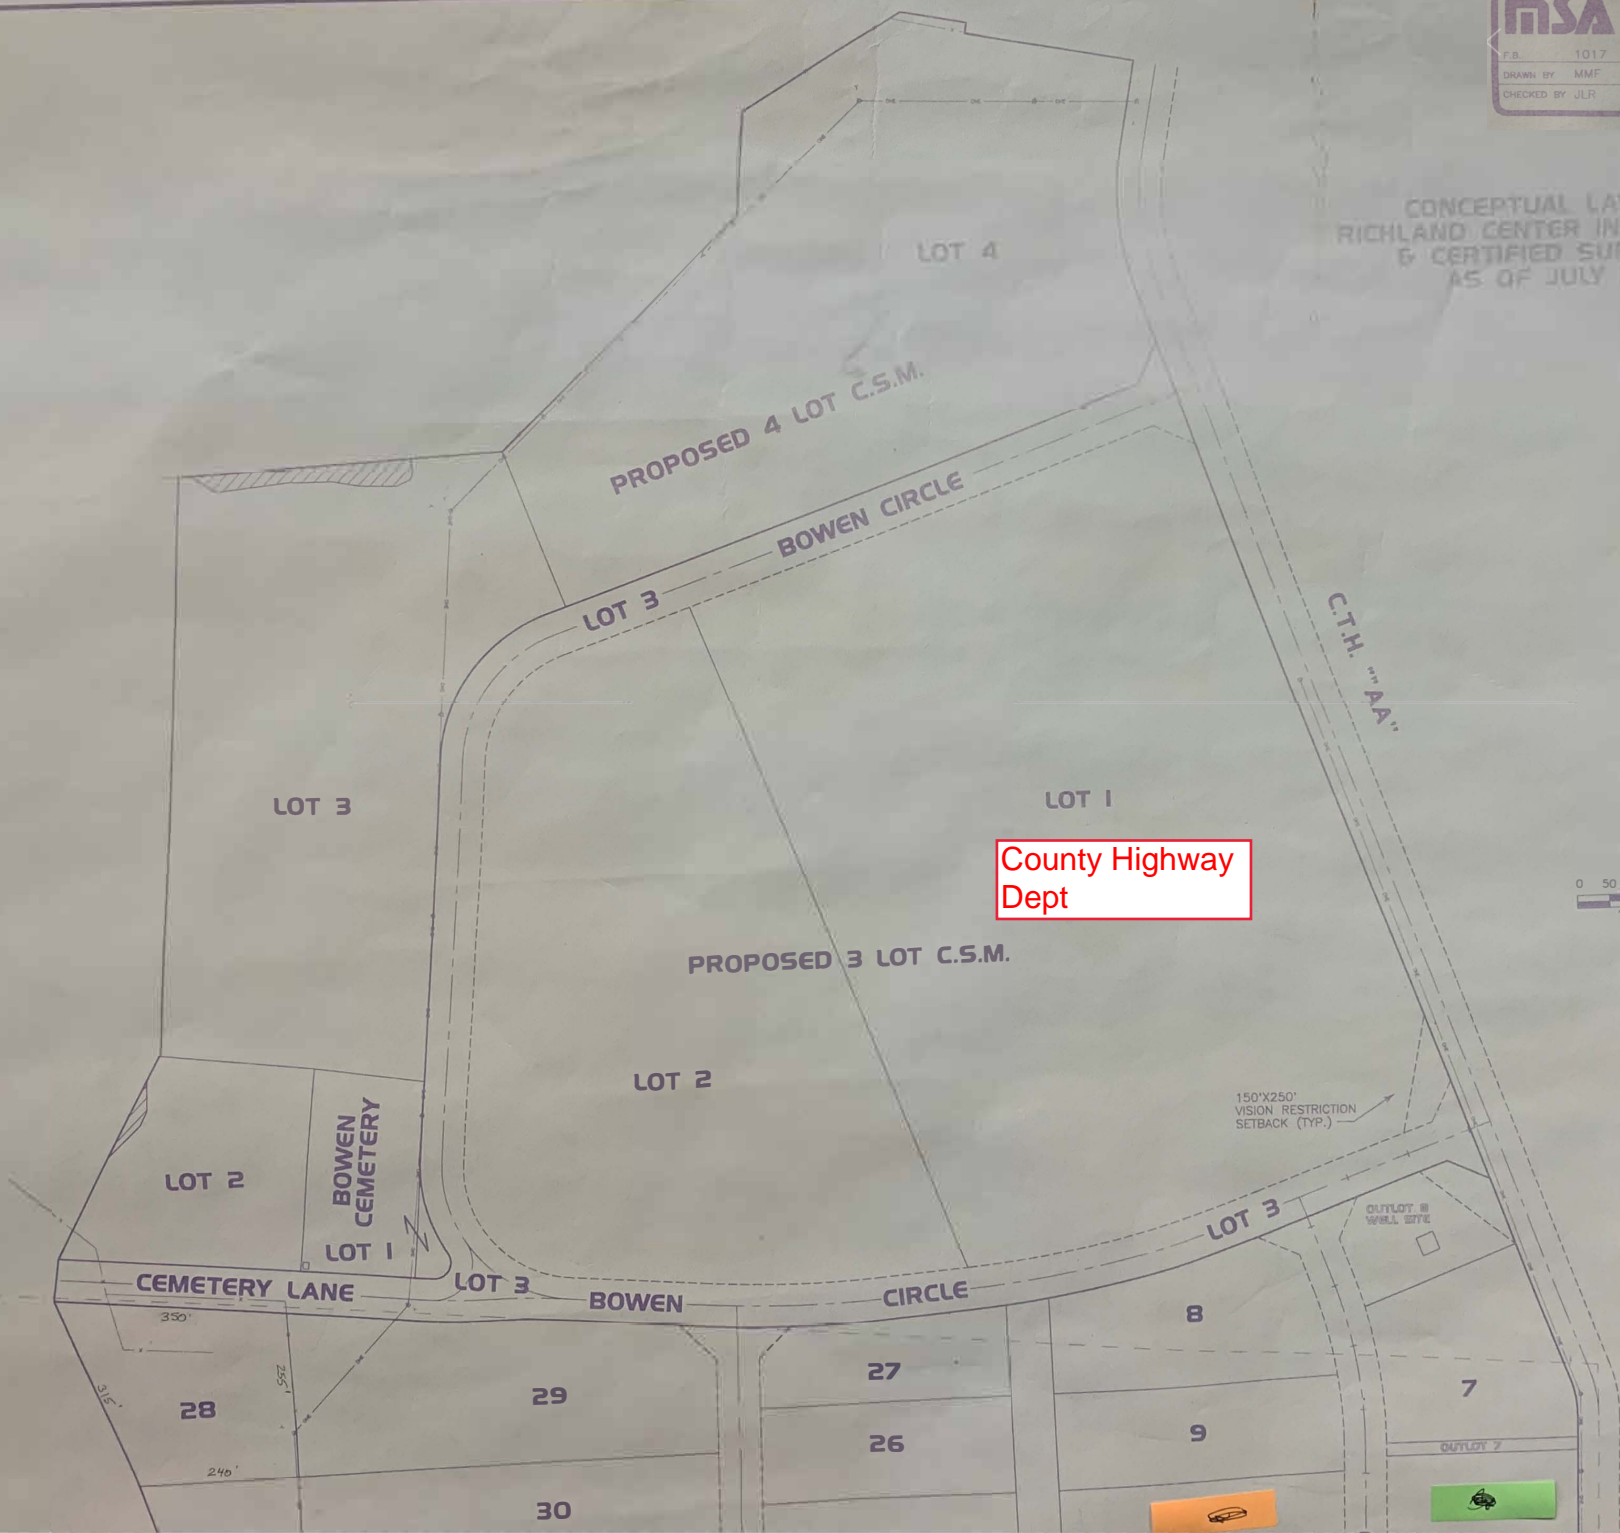 MSA
F.B. 1017
DRAWN BY MMF
CHECKED BY JLR
CONCEPTUAL
RICHLAND CENTER
& CERTIFIED
AS OF JULY
LOT 4
PROPOSED 4 LOT C.S.M.
BOWEN CIRCLE
LOT 3
C.T.H. ""AA"
LOT 3
LOT 1
County Highway
Dept
0 50
PROPOSED 3 LOT C.S.M.
LOT 2
150'X250'
VISION RESTRICTION
SETBACK (TYP.)
BOWEN
CEMETERY
LOT 2
LOT 1
LOT 3
OUTLOT 8
WELL SITE
CEMETERY LANE
LOT 3
BOWEN
CIRCLE
350'
8
27
255'
315'
28
29
7
26
9
OUTLOT 7
240'
30